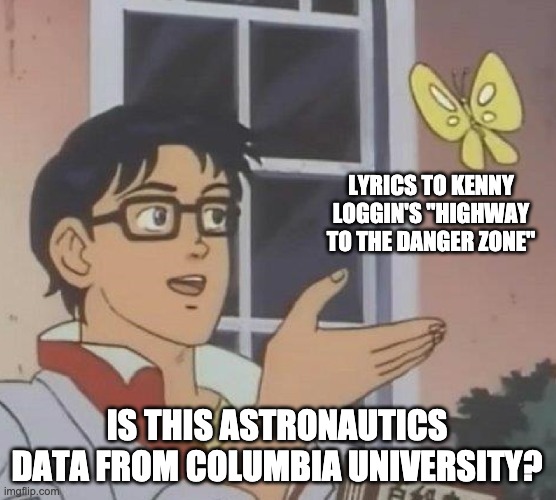 LYRICS TO KENNY
LOGGIN'S "HIGHWAY
TO THE DANGER ZONE"
IS THIS ASTRONAUTICS
DATA FROM COLUMBIA UNIVERSITY?
imgflip.com